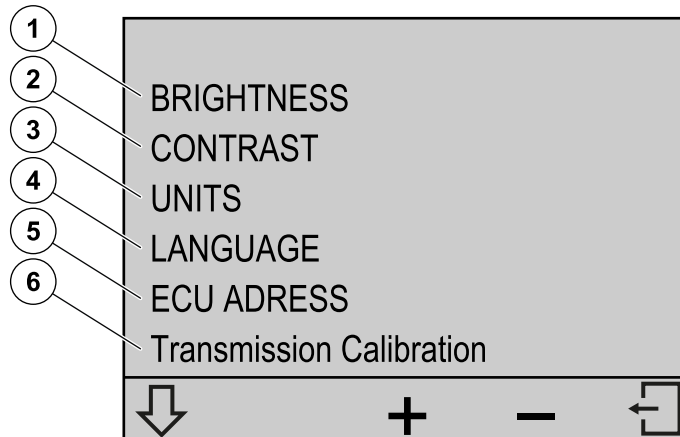 1
BRIGHTNESS
2
CONTRAST
3
UNITS
4
LANGUAGE
5
ECU ADRESS
6
Transmission Calibration
+ −